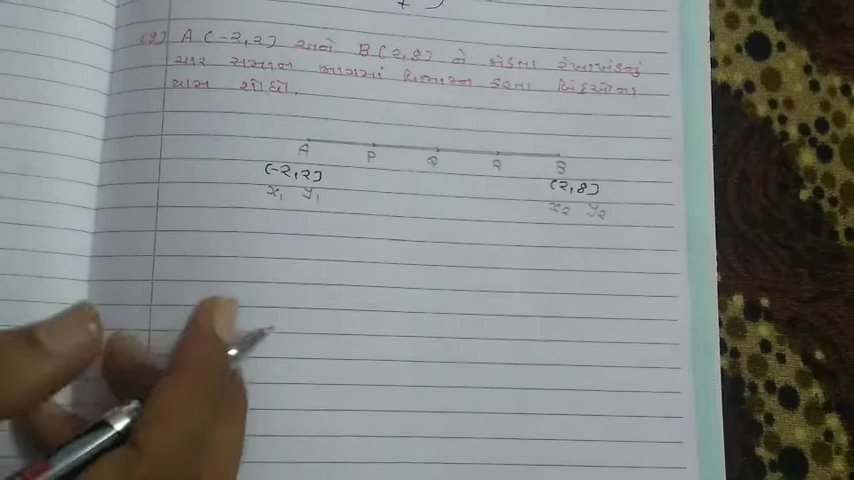 (9) A (-2,2) અને B(2,8) ને જોડતા રેખાખંડનું
ચાર સમાન ભાગમાં વિભાજન કરતા બિંદુઓના
યામ શોધો.
A P Q R B
(-2,2) (2,8)
x₁ y₁ x₂ y₂